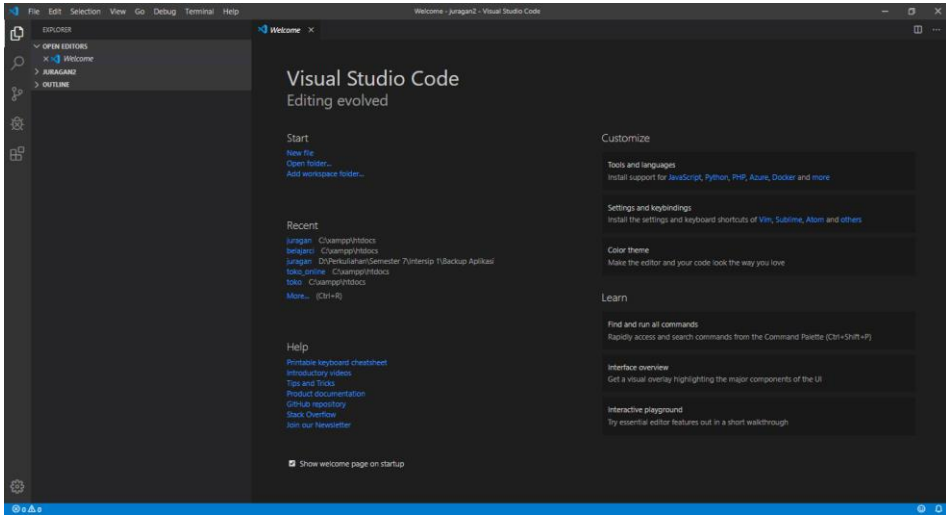 File Edit Selection View Go Debug Terminal Help
Welcome - juragan2 - Visual Studio Code
EXPLORER
OPEN EDITORS
Welcome
JURAGAN2
OUTLINE
Welcome
Visual Studio Code
Editing evolved
Start
New file
Open folder...
Add workspace folder...
Recent
juragan C:\xampp\htdocs
belajarci C:\xampp\htdocs
juragan D:\Perkuliahan\Semester 7\Intersip 1\Backup Aplikasi
toko_online C:\xampp\htdocs
toko C:\xampp\htdocs
More... (Ctrl+R)
Help
Printable keyboard cheatsheet
Introductory videos
Tips and Tricks
Product documentation
GitHub repository
Stack Overflow
Join our Newsletter
Show welcome page on startup
Customize
Tools and languages
Install support for JavaScript, Python, PHP, Azure, Docker and more
Settings and keybindings
Install the settings and keyboard shortcuts of Vim, Sublime, Atom and others
Color theme
Make the editor and your code look the way you love
Learn
Find and run all commands
Rapidly access and search commands from the Command Palette (Ctrl+Shift+P)
Interface overview
Get a visual overlay highlighting the major components of the UI
Interactive playground
Try essential editor features out in a short walkthrough
0 0